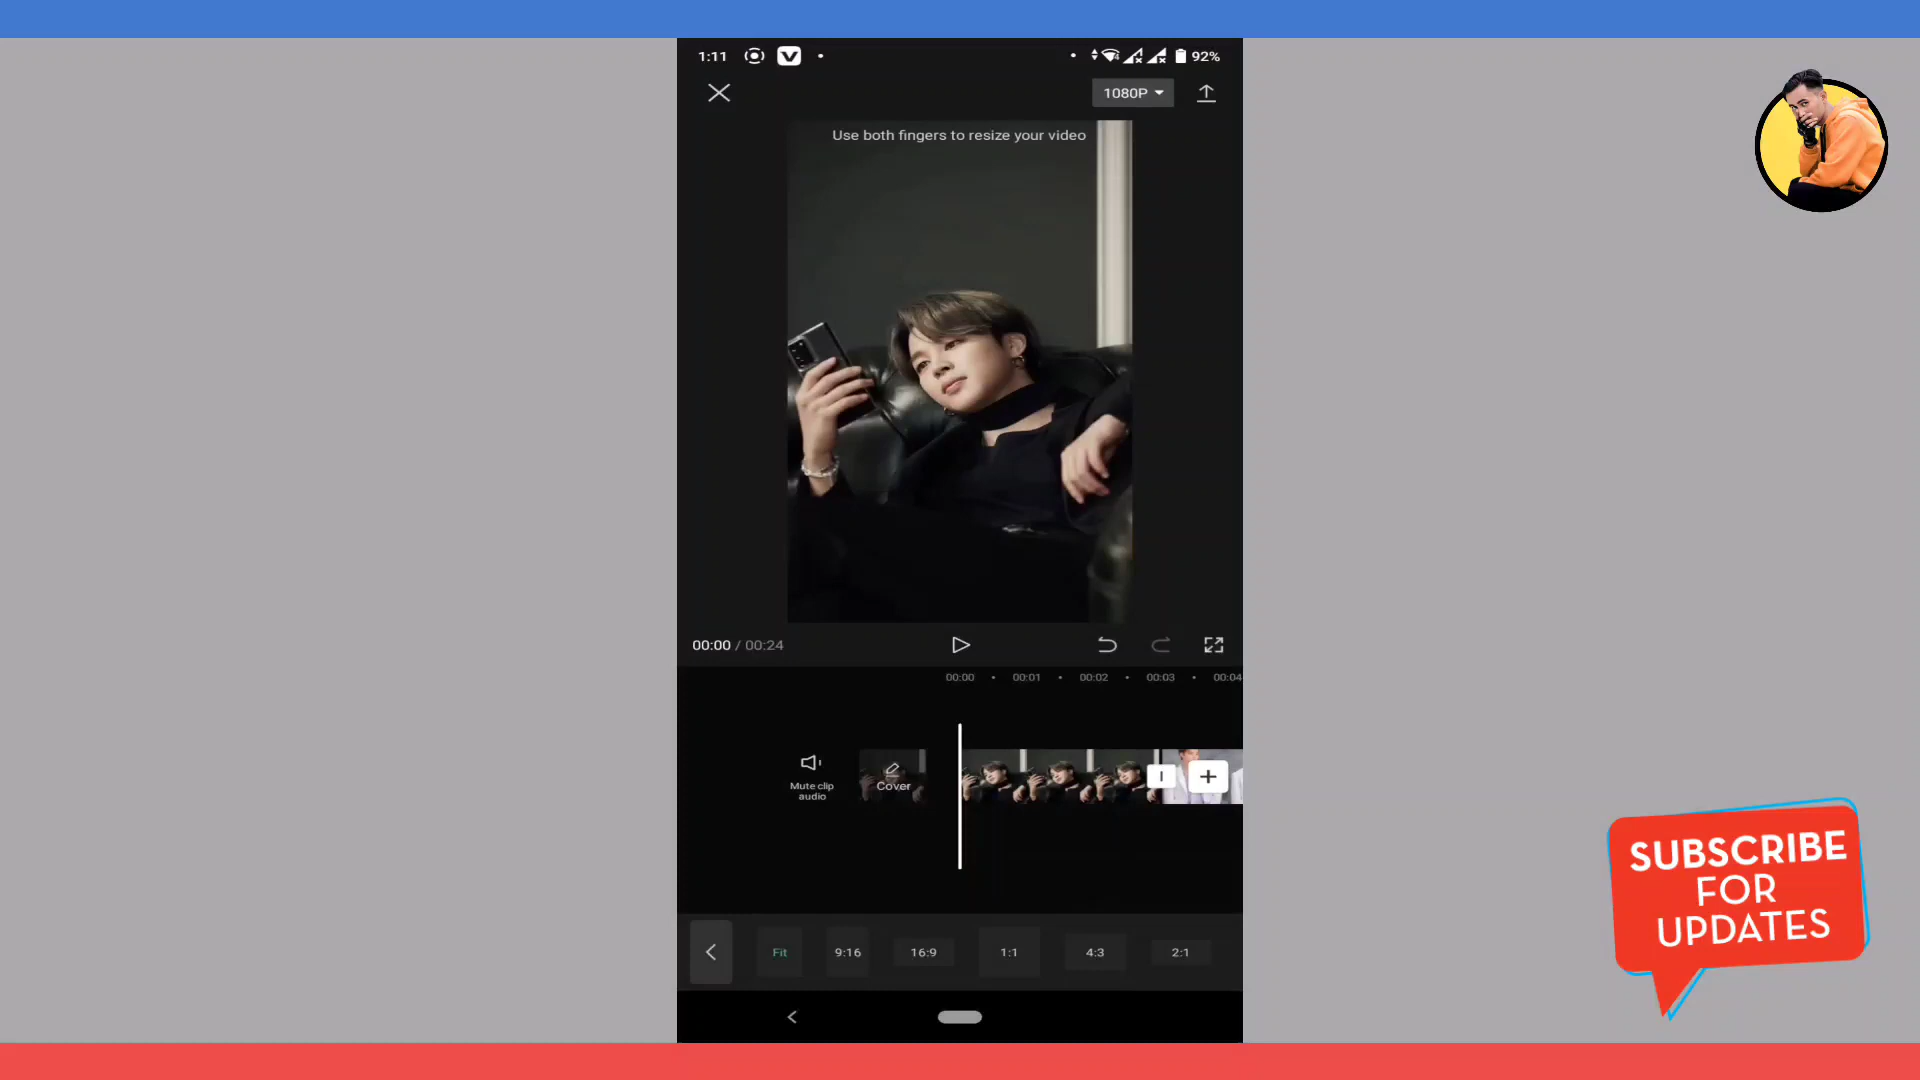 1:11
92%
1080P
Use both fingers to resize your video
00:00 / 00:24
00:00 • 00:01 • 00:02 • 00:03 • 00:04
Mute clip
audio
Cover
Fit 9:16 16:9 1:1 4:3 2:1
SUBSCRIBE
FOR
UPDATES